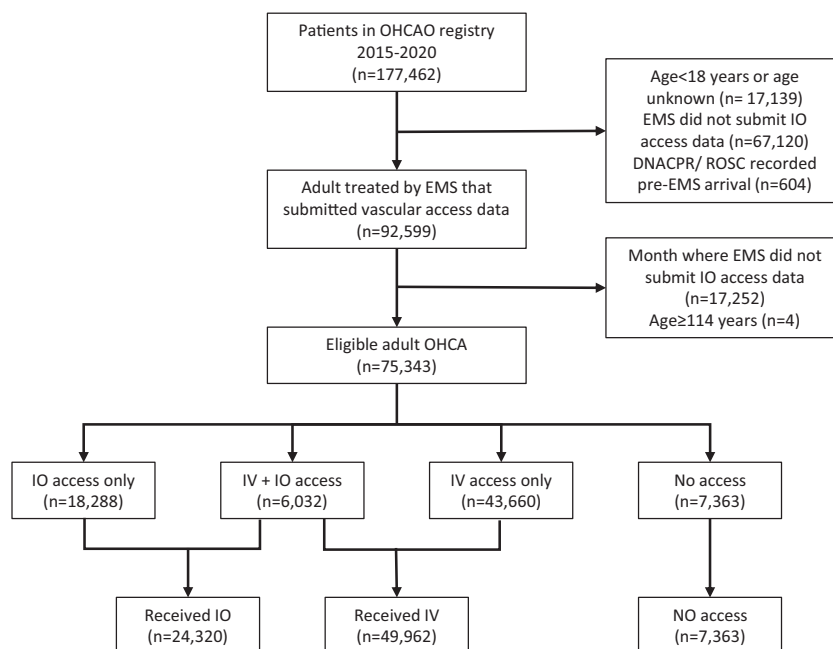 Patients in OHCAO registry
2015-2020
(n=177,462)
Age<18 years or age
unknown (n= 17,139)
EMS did not submit IO
access data (n=67,120)
DNACPR/ ROSC recorded
pre-EMS arrival (n=604)
Adult treated by EMS that
submitted vascular access data
(n=92,599)
Month where EMS did not
submit IO access data
(n=17,252)
Age≥114 years (n=4)
Eligible adult OHCA
(n=75,343)
IO access only
(n=18,288)
IV + IO access
(n=6,032)
IV access only
(n=43,660)
No access
(n=7,363)
Received IO
(n=24,320)
Received IV
(n=49,962)
NO access
(n=7,363)